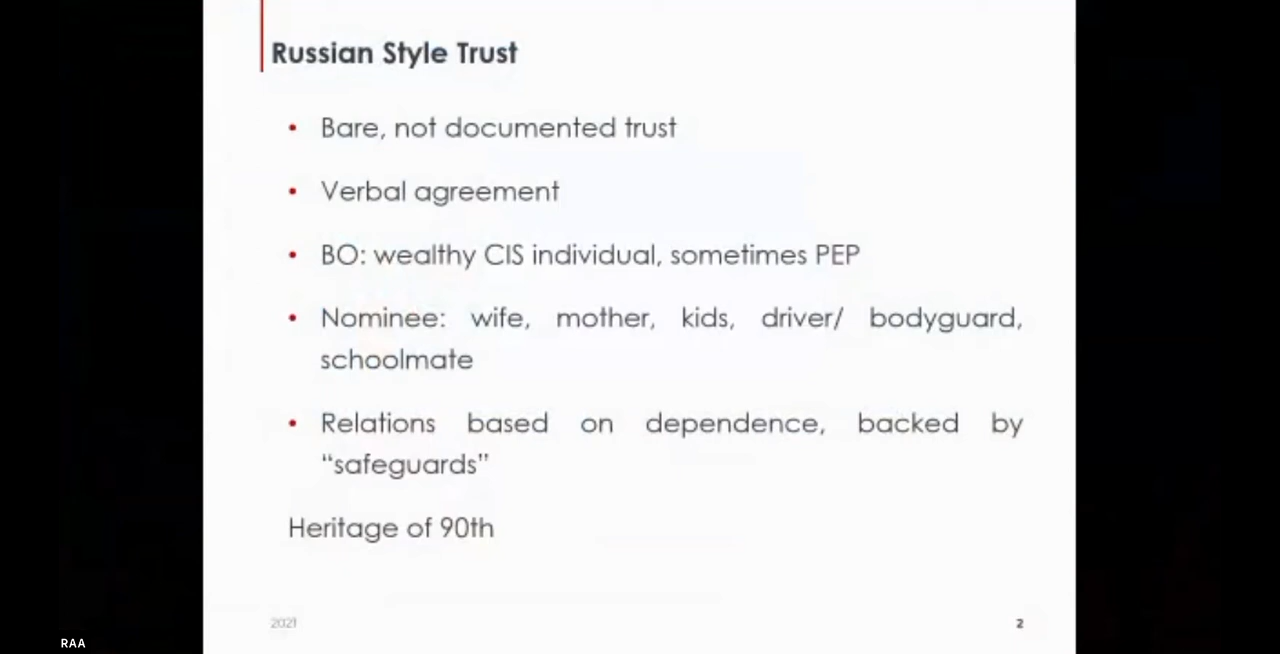 Russian Style Trust
• Bare, not documented trust
• Verbal agreement
• BO: wealthy CIS individual, sometimes PEP
• Nominee: wife, mother, kids, driver/ bodyguard,
schoolmate
• Relations based on dependence, backed by
“safeguards”
Heritage of 90th
2021
2
RAA